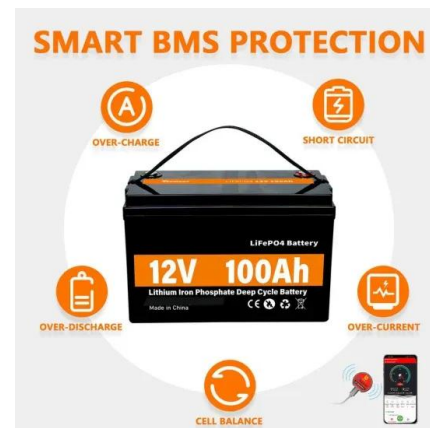 SMART BMS PROTECTION
OVER-CHARGE
SHORT CIRCUIT
LiFePO4 Battery
12V 100Ah
Lithium Iron Phosphate Deep Cycle Battery
Made in China
CE
OVER-DISCHARGE
OVER-CURRENT
CELL BALANCE